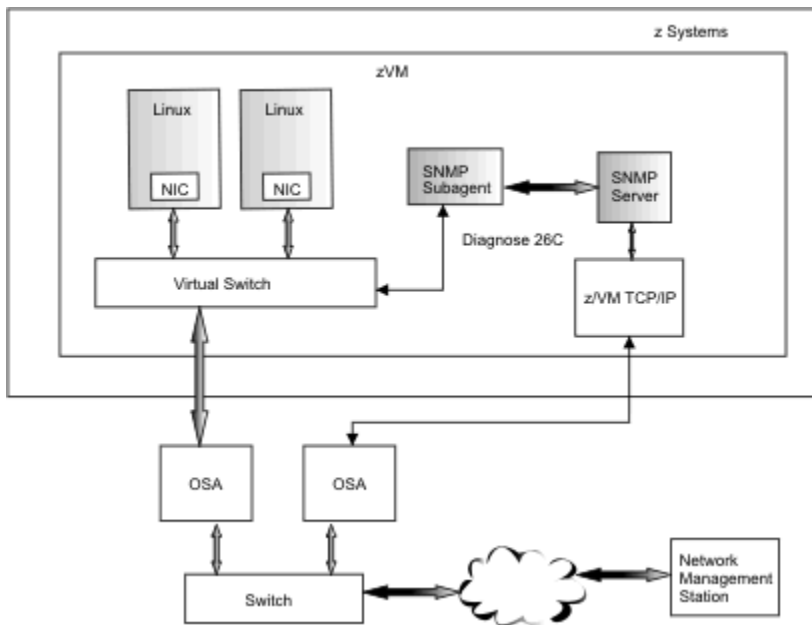 z Systems
zVM
Linux
Linux
NIC
NIC
SNMP
Subagent
SNMP
Server
Diagnose 26C
Virtual Switch
z/VM TCP/IP
OSA
OSA
Switch
Network
Management
Station